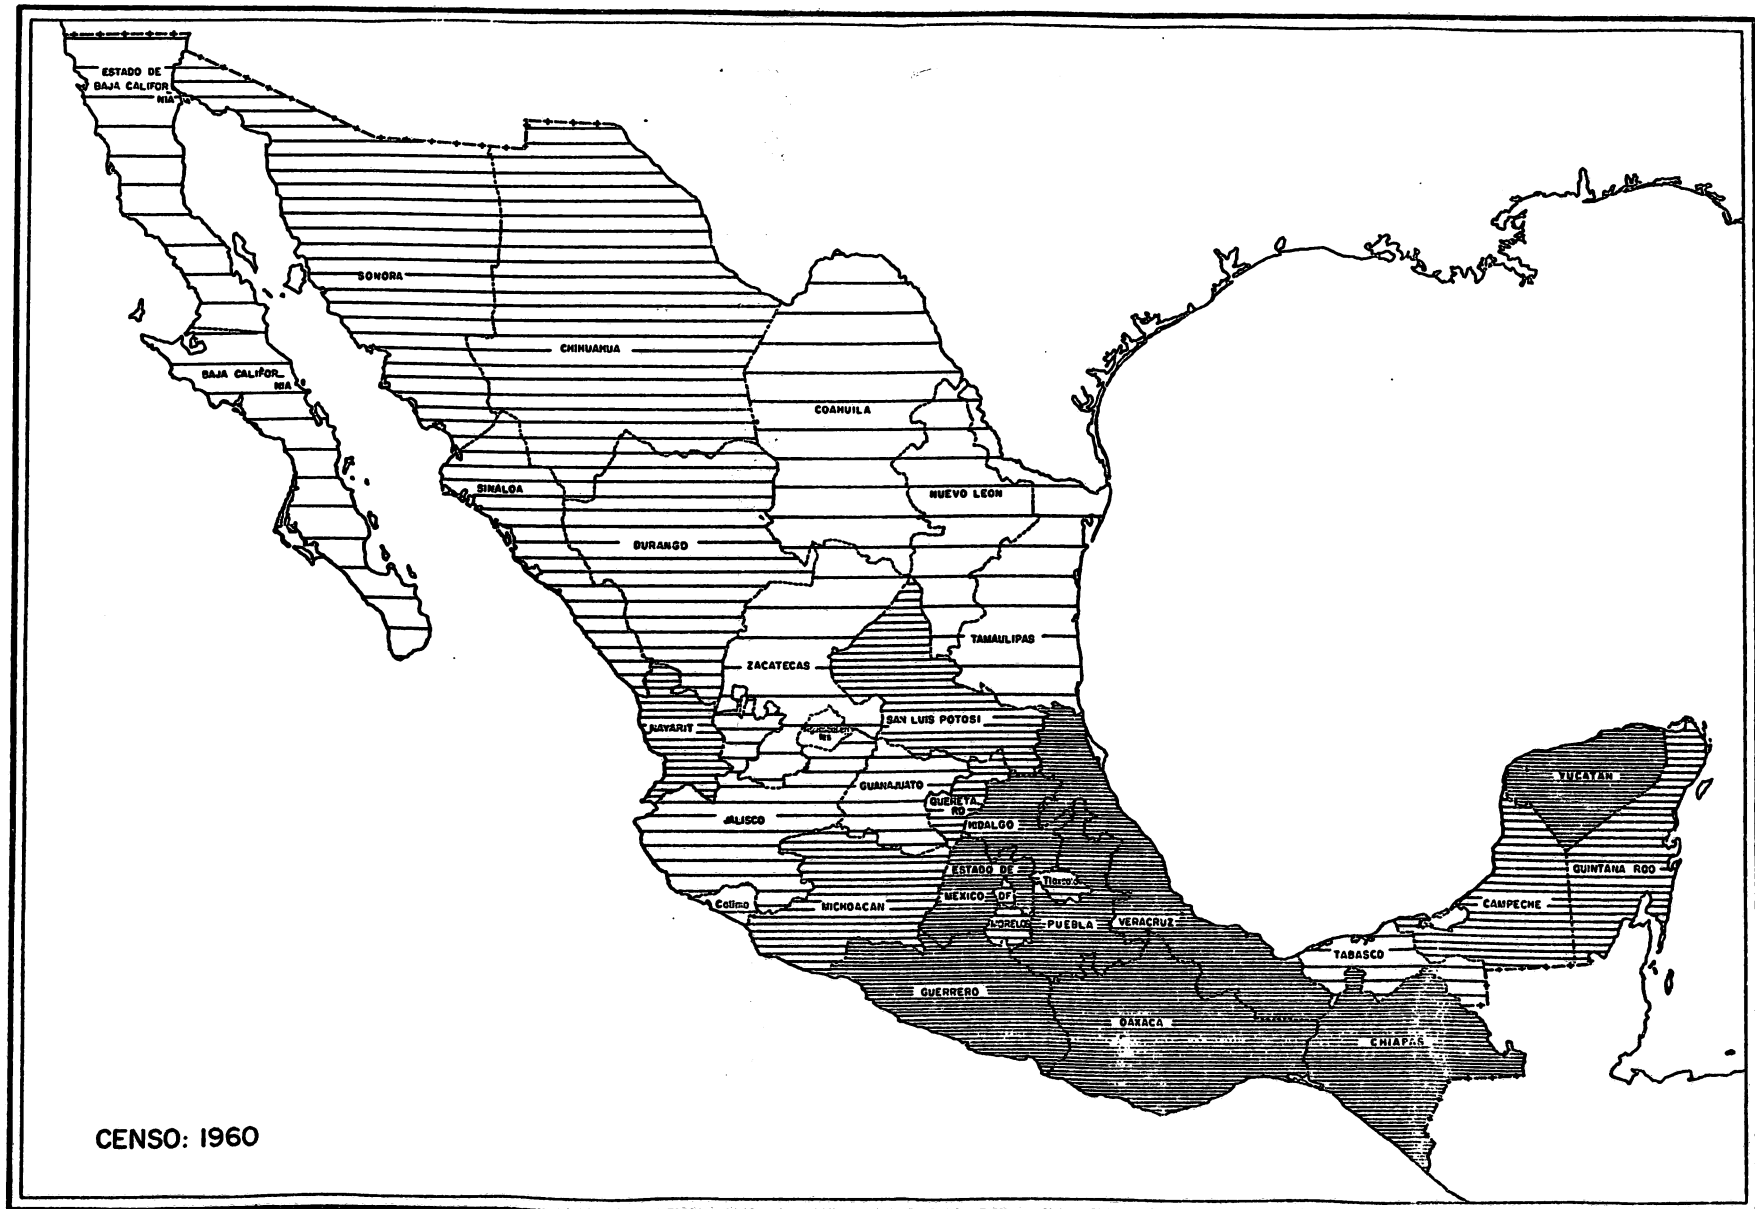 ESTADO DE
BAJA CALIFOR
NIA
SONORA
CHIHUAHUA
BAJA CALIFOR
NIA
COAHUILA
SINALOA
NUEVO LEON
DURANGO
TAMAULIPAS
ZACATECAS
SAN LUIS POTOSI
NAYARIT
YUCATAN
GUANAJUATO
QUERETA
RO
JALISCO
HIDALGO
ESTADO DE
MEXICO
DF
QUINTANA ROO
Colima
MICHOACAN
CAMPECHE
MORELOS
PUEBLA
VERACRUZ
TABASCO
GUERRERO
OAXACA
CHIAPAS
CENSO: 1960